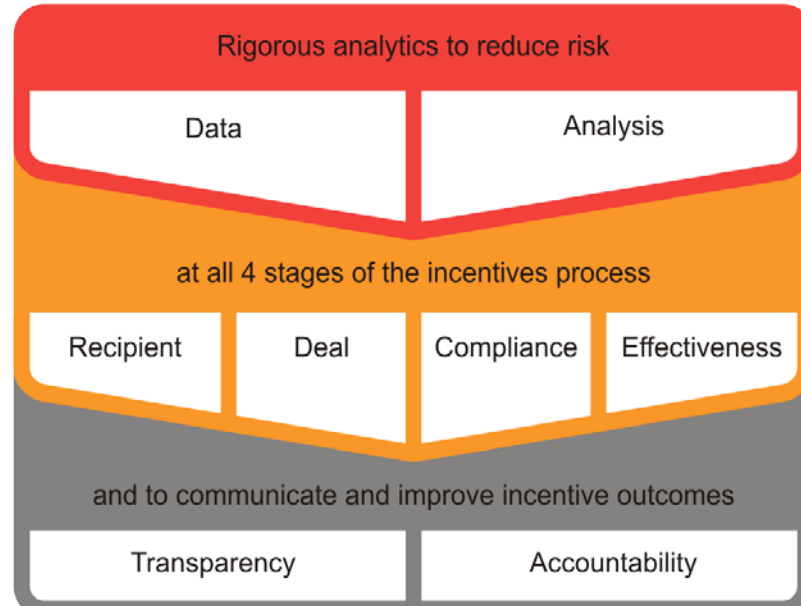 Rigorous analytics to reduce risk
Data
Analysis
at all 4 stages of the incentives process
Recipient
Deal
Compliance
Effectiveness
and to communicate and improve incentive outcomes
Transparency
Accountability